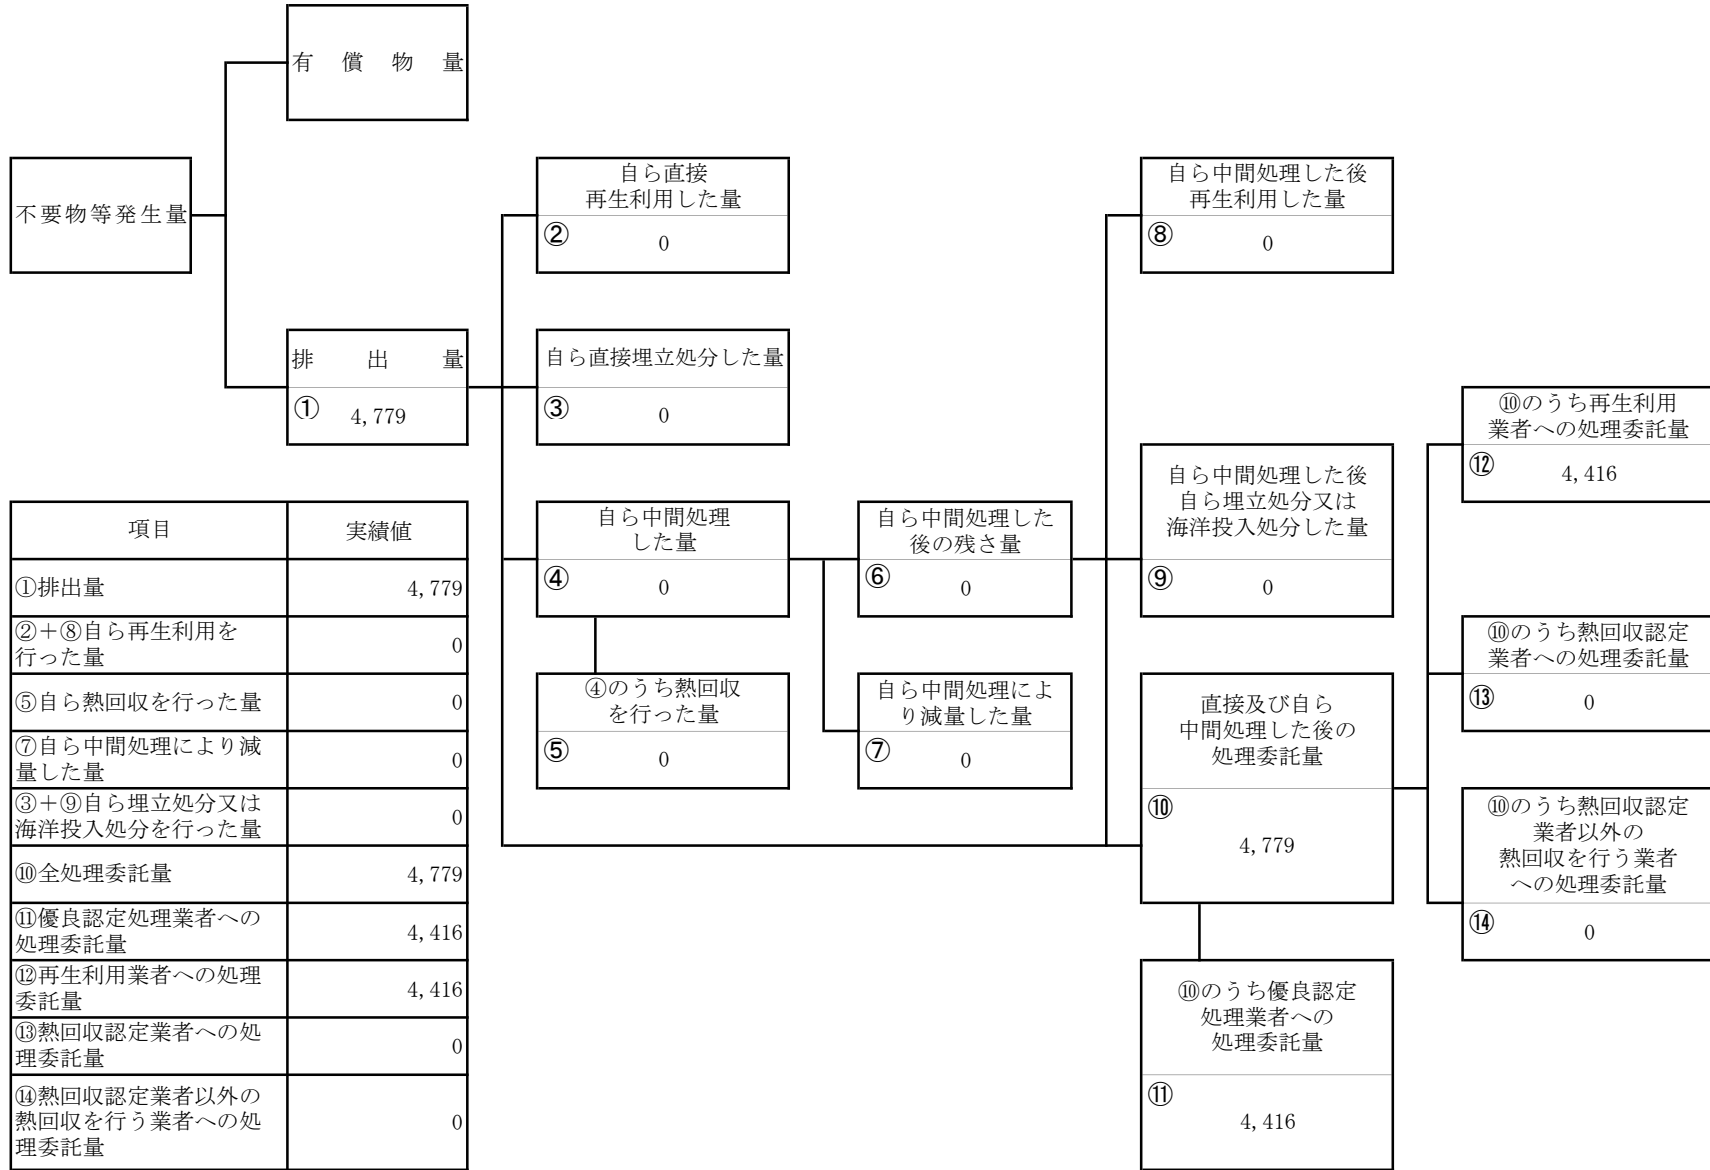 有償物量
不要物等発生量
排出量
① 4,779
自ら直接
再生利用した量
② 0
自ら直接埋立処分した量
③ 0
自ら中間処理
した量
④ 0
④のうち熱回収
を行った量
⑤ 0
自ら中間処理した
後の残さ量
⑥ 0
自ら中間処理によ
り減量した量
⑦ 0
自ら中間処理した後
再生利用した量
⑧ 0
自ら中間処理した後
自ら埋立処分又は
海洋投入処分した量
⑨ 0
直接及び自ら
中間処理した後の
処理委託量
⑩
4,779
⑩のうち優良認定
処理業者への
処理委託量
⑪
4,416
⑩のうち再生利用
業者への処理委託量
⑫ 4,416
⑩のうち熱回収認定
業者への処理委託量
⑬ 0
⑩のうち熱回収認定
業者以外の
熱回収を行う業者
への処理委託量
⑭ 0
項目 実績値
①排出量 4,779
②+⑧自ら再生利用を
行った量 0
⑤自ら熱回収を行った量 0
⑦自ら中間処理により減
量した量 0
③+⑨自ら埋立処分又は
海洋投入処分を行った量 0
⑩全処理委託量 4,779
⑪優良認定処理業者への
処理委託量 4,416
⑫再生利用業者への処理
委託量 4,416
⑬熱回収認定業者への処
理委託量 0
⑭熱回収認定業者以外の
熱回収を行う業者への処
理委託量 0